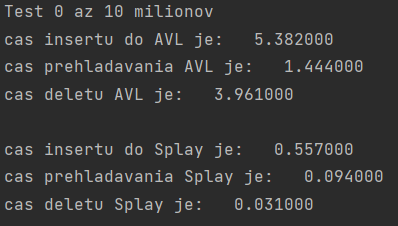 Test 0 az 10 milionov
cas insertu do AVL je:   5.382000
cas prehladavania AVL je:   1.444000
cas deletu AVL je:   3.961000

cas insertu do Splay je:   0.557000
cas prehladavania Splay je:   0.094000
cas deletu Splay je:   0.031000